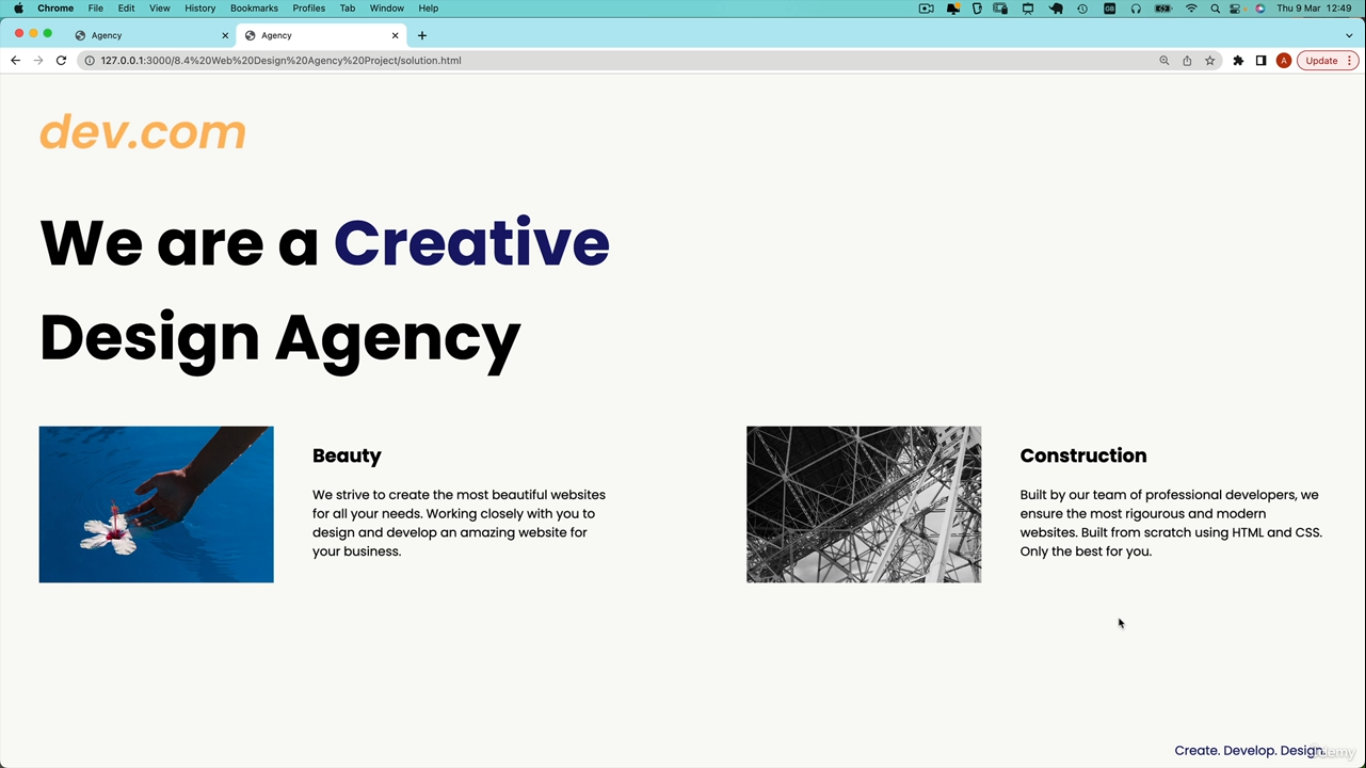 Chrome File Edit View History Bookmarks Profiles Tab Window Help Thu 9 Mar 12:49
Agency Agency
127.0.0.1:3000/8.4%20Web%20Design%20Agency%20Project/solution.html A Update
dev.com
We are a Creative
Design Agency
Beauty
We strive to create the most beautiful websites
for all your needs. Working closely with you to
design and develop an amazing website for
your business.
Construction
Built by our team of professional developers, we
ensure the most rigourous and modern
websites. Built from scratch using HTML and CSS.
Only the best for you.
Create. Develop. Design.